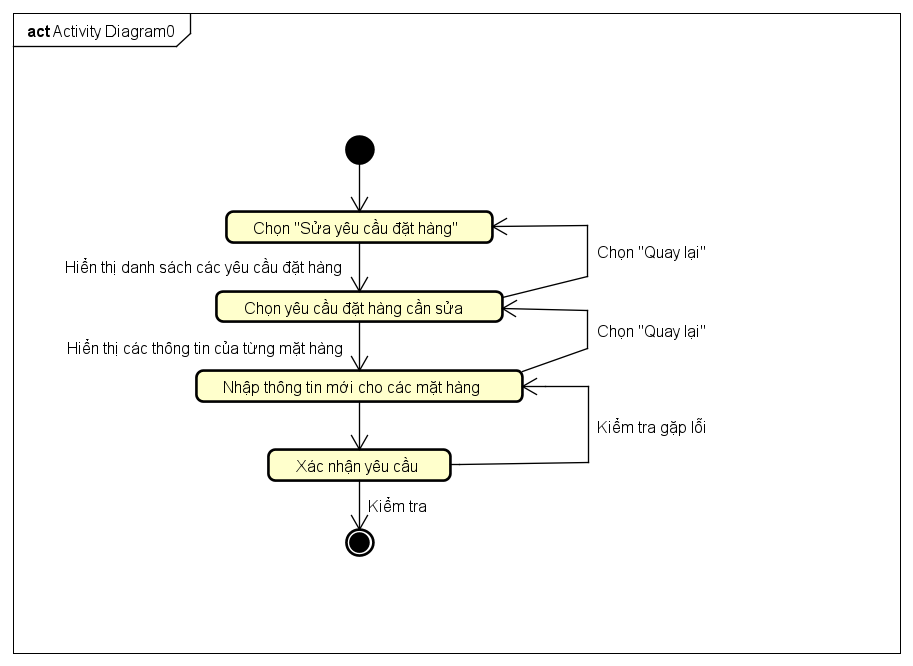 act Activity Diagram0
Chọn "Sửa yêu cầu đặt hàng"
Chọn "Quay lại"
Hiển thị danh sách các yêu cầu đặt hàng
Chọn yêu cầu đặt hàng cần sửa
Chọn "Quay lại"
Hiển thị các thông tin của từng mặt hàng
Nhập thông tin mới cho các mặt hàng
Kiểm tra gặp lỗi
Xác nhận yêu cầu
Kiểm tra